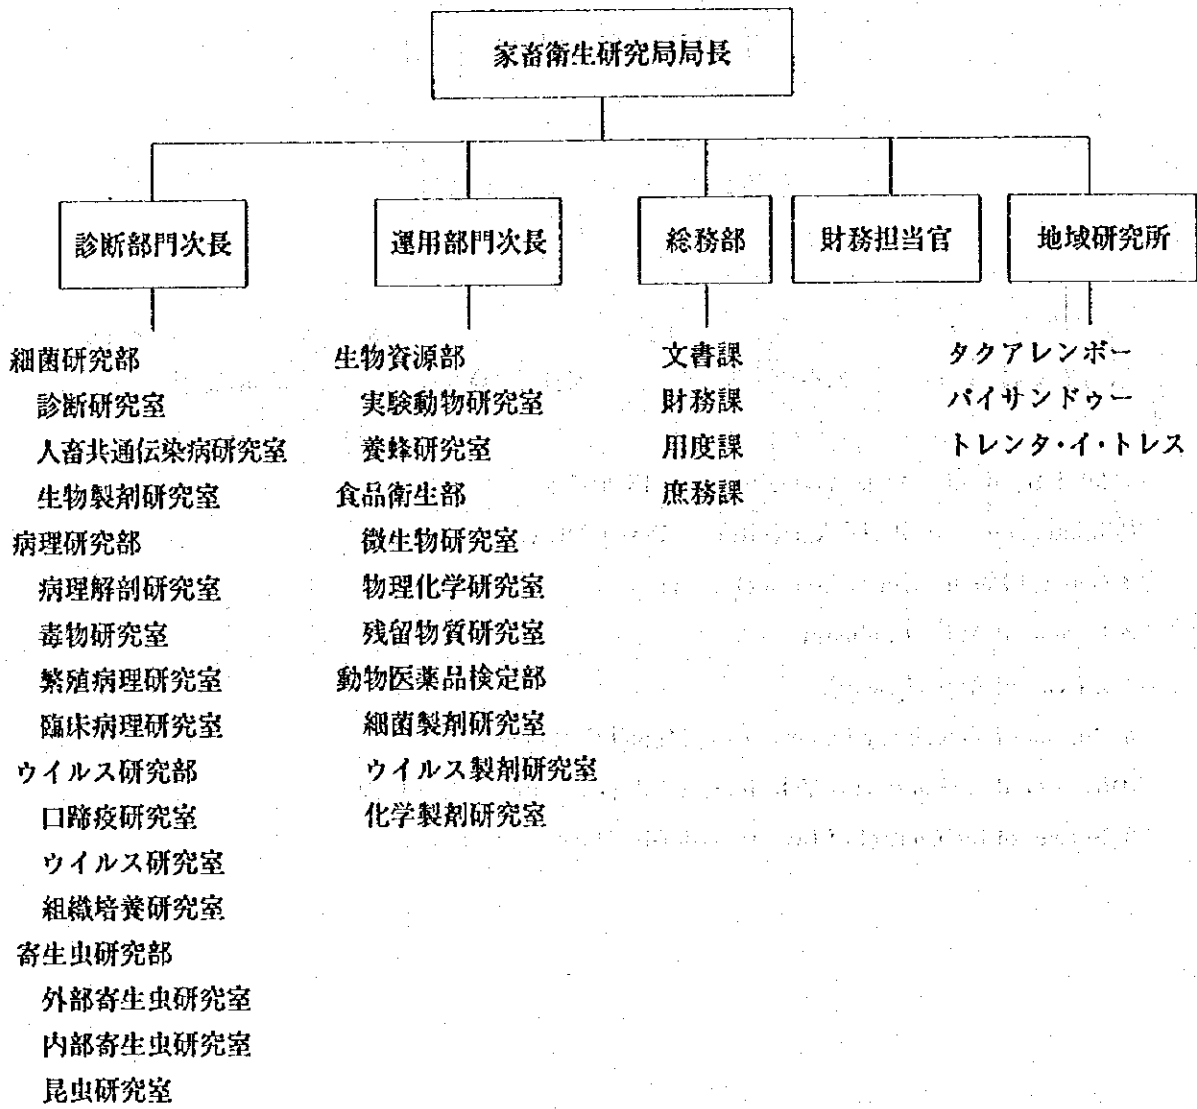 家畜衛生研究局局長
診断部門次長
運用部門次長
総務部
財務担当官
地域研究所
細菌研究部
診断研究室
人畜共通伝染病研究室
生物製剤研究室
病理研究部
病理解剖研究室
毒物研究室
繁殖病理研究室
臨床病理研究室
ウイルス研究部
口蹄疫研究室
ウイルス研究室
組織培養研究室
寄生虫研究部
外部寄生虫研究室
内部寄生虫研究室
昆虫研究室
生物資源部
実験動物研究室
養蜂研究室
食品衛生部
微生物研究室
物理化学研究室
残留物質研究室
動物医薬品検定部
細菌製剤研究室
ウイルス製剤研究室
化学製剤研究室
文書課
財務課
用度課
庶務課
タクアレンボー
パイサンドゥー
トレンタ・イ・トレス